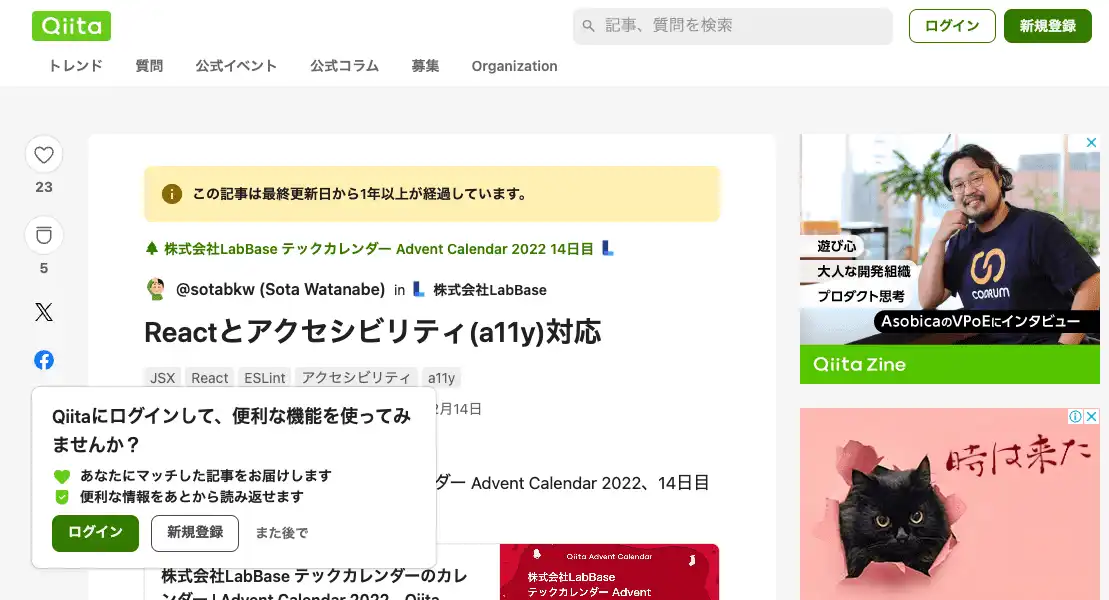 Qiita
記事、質問を検索
ログイン
新規登録
トレンド
質問
公式イベント
公式コラム
募集
Organization
23
5
この記事は最終更新日から1年以上が経過しています。
株式会社LabBase テックカレンダー Advent Calendar 2022 14日目
@sotabkw (Sota Watanabe) in 株式会社LabBase
Reactとアクセシビリティ(a11y)対応
JSX React ESLint アクセシビリティ a11y
2月14日
Qiitaにログインして、便利な機能を使ってみ
ませんか？
あなたにマッチした記事をお届けします
便利な情報をあとから読み返せます
ログイン
新規登録
また後で
ダー Advent Calendar 2022、14日目
株式会社LabBase テックカレンダーのカレ
ンダー | Advent Calendar 2022 - Qiita
Qiita Advent Calendar
株式会社LabBase
テックカレンダー Advent
遊び心
大人な開発組織
プロダクト思考
COORUM
AsobicaのVPoEにインタビュー
Qiita Zine
時は来た